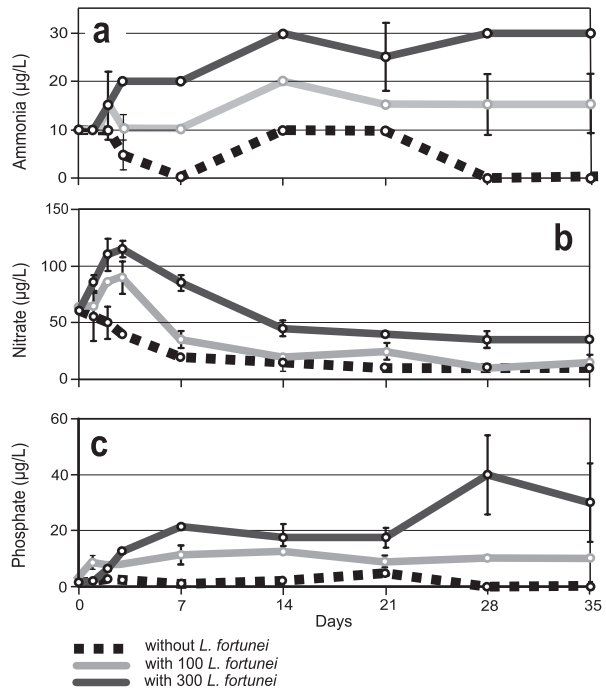 a
Ammonia (µg/L)
30
20
10
0
b
Nitrate (µg/L)
150
100
50
0
c
Phosphate (µg/L)
60
40
20
0
0 7 14 21 28 35
Days
without L. fortunei
with 100 L. fortunei
with 300 L. fortunei